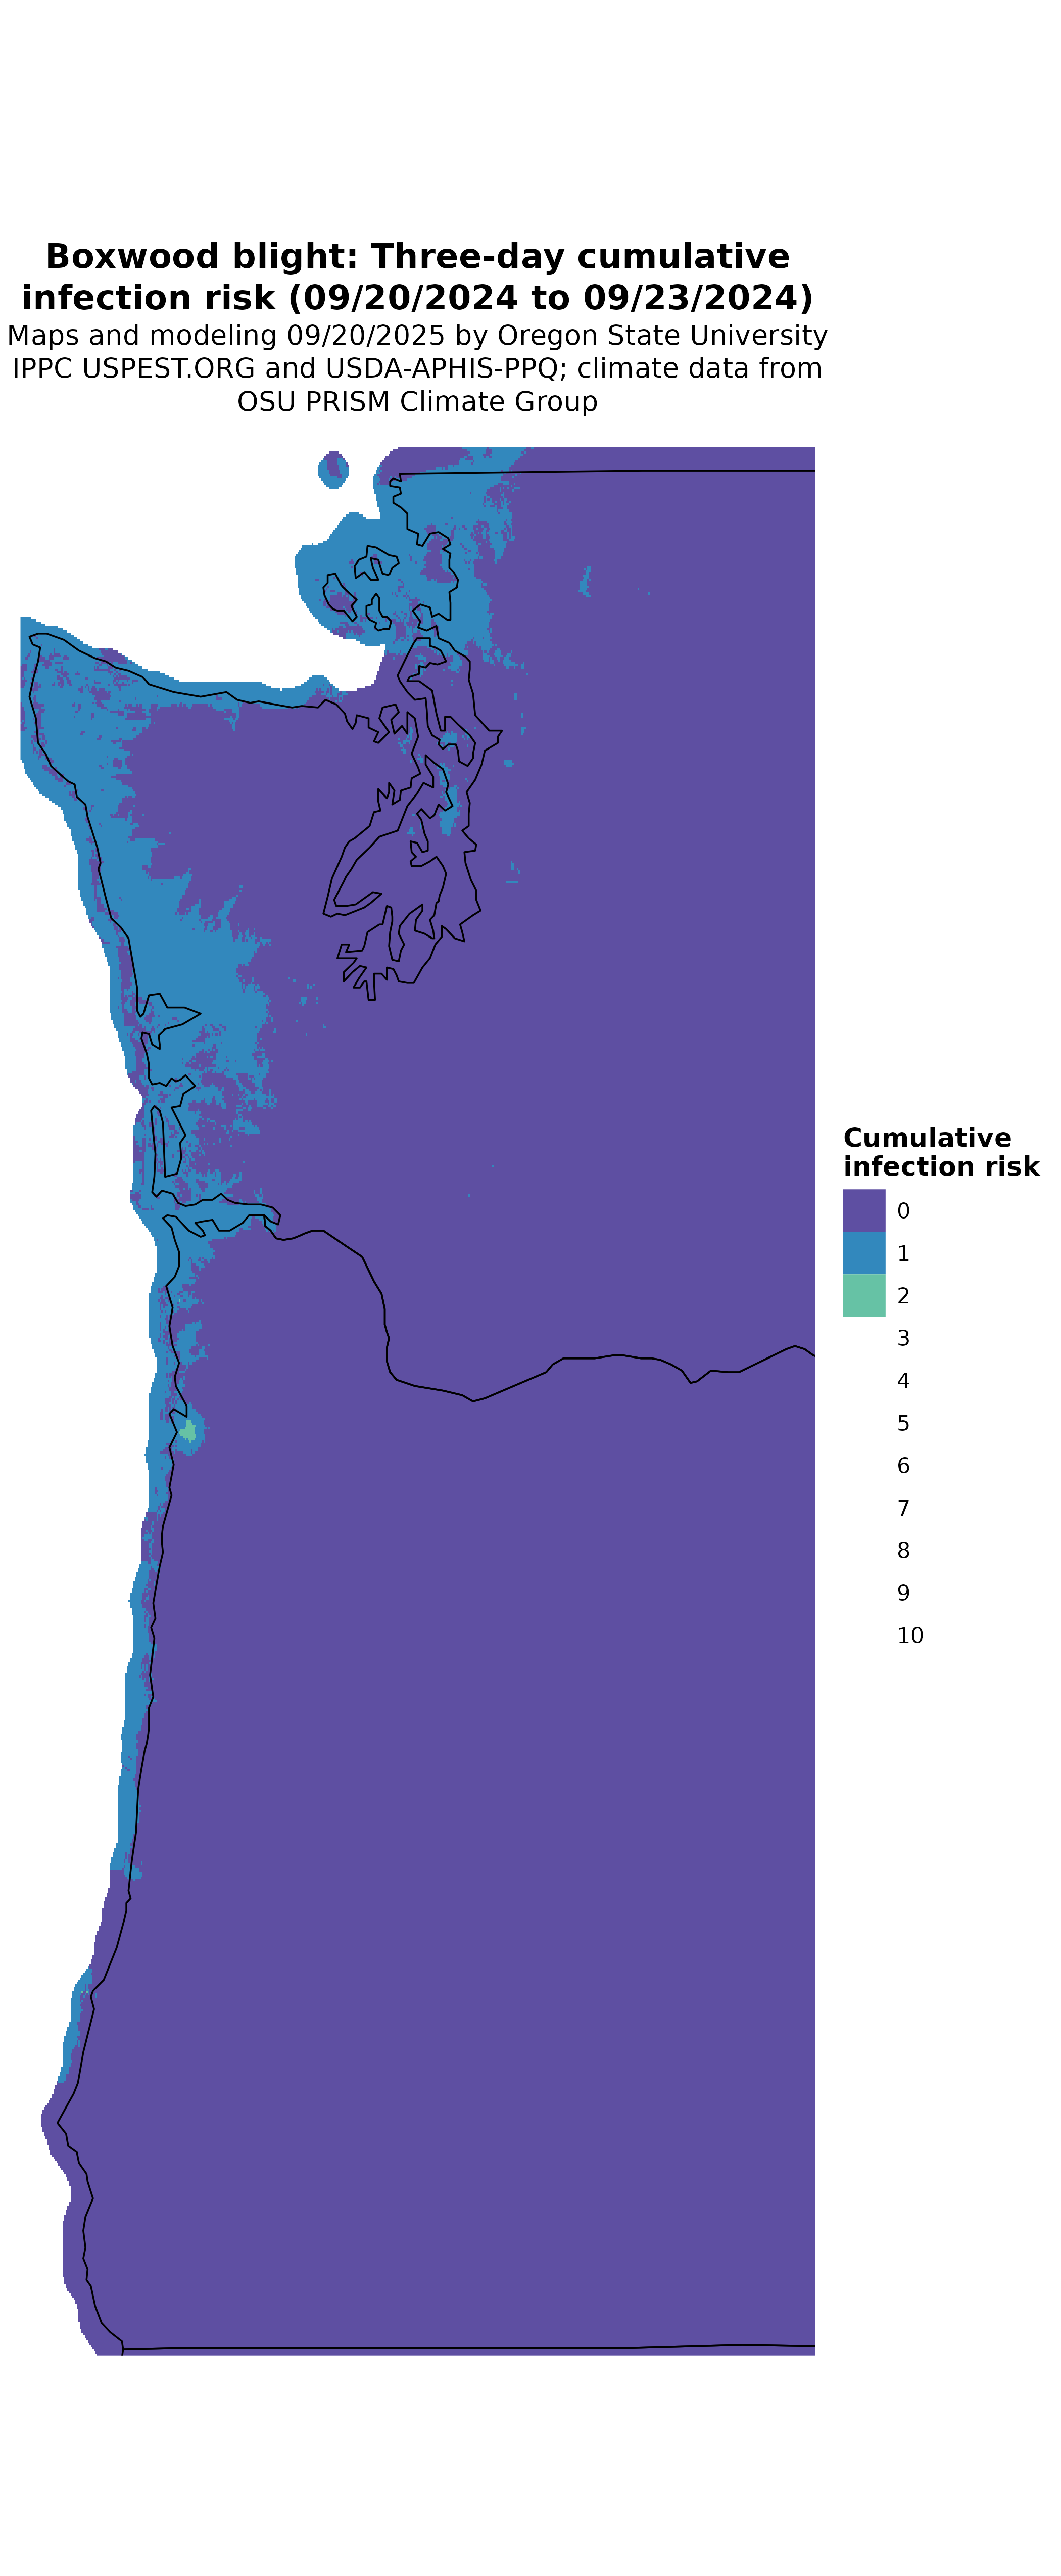 Boxwood blight: Three-day cumulative
infection risk (09/20/2024 to 09/23/2024)
Maps and modeling 09/20/2025 by Oregon State University
IPPC USPEST.ORG and USDA-APHIS-PPQ; climate data from
OSU PRISM Climate Group
Cumulative
infection risk
0
1
2
3
4
5
6
7
8
9
10